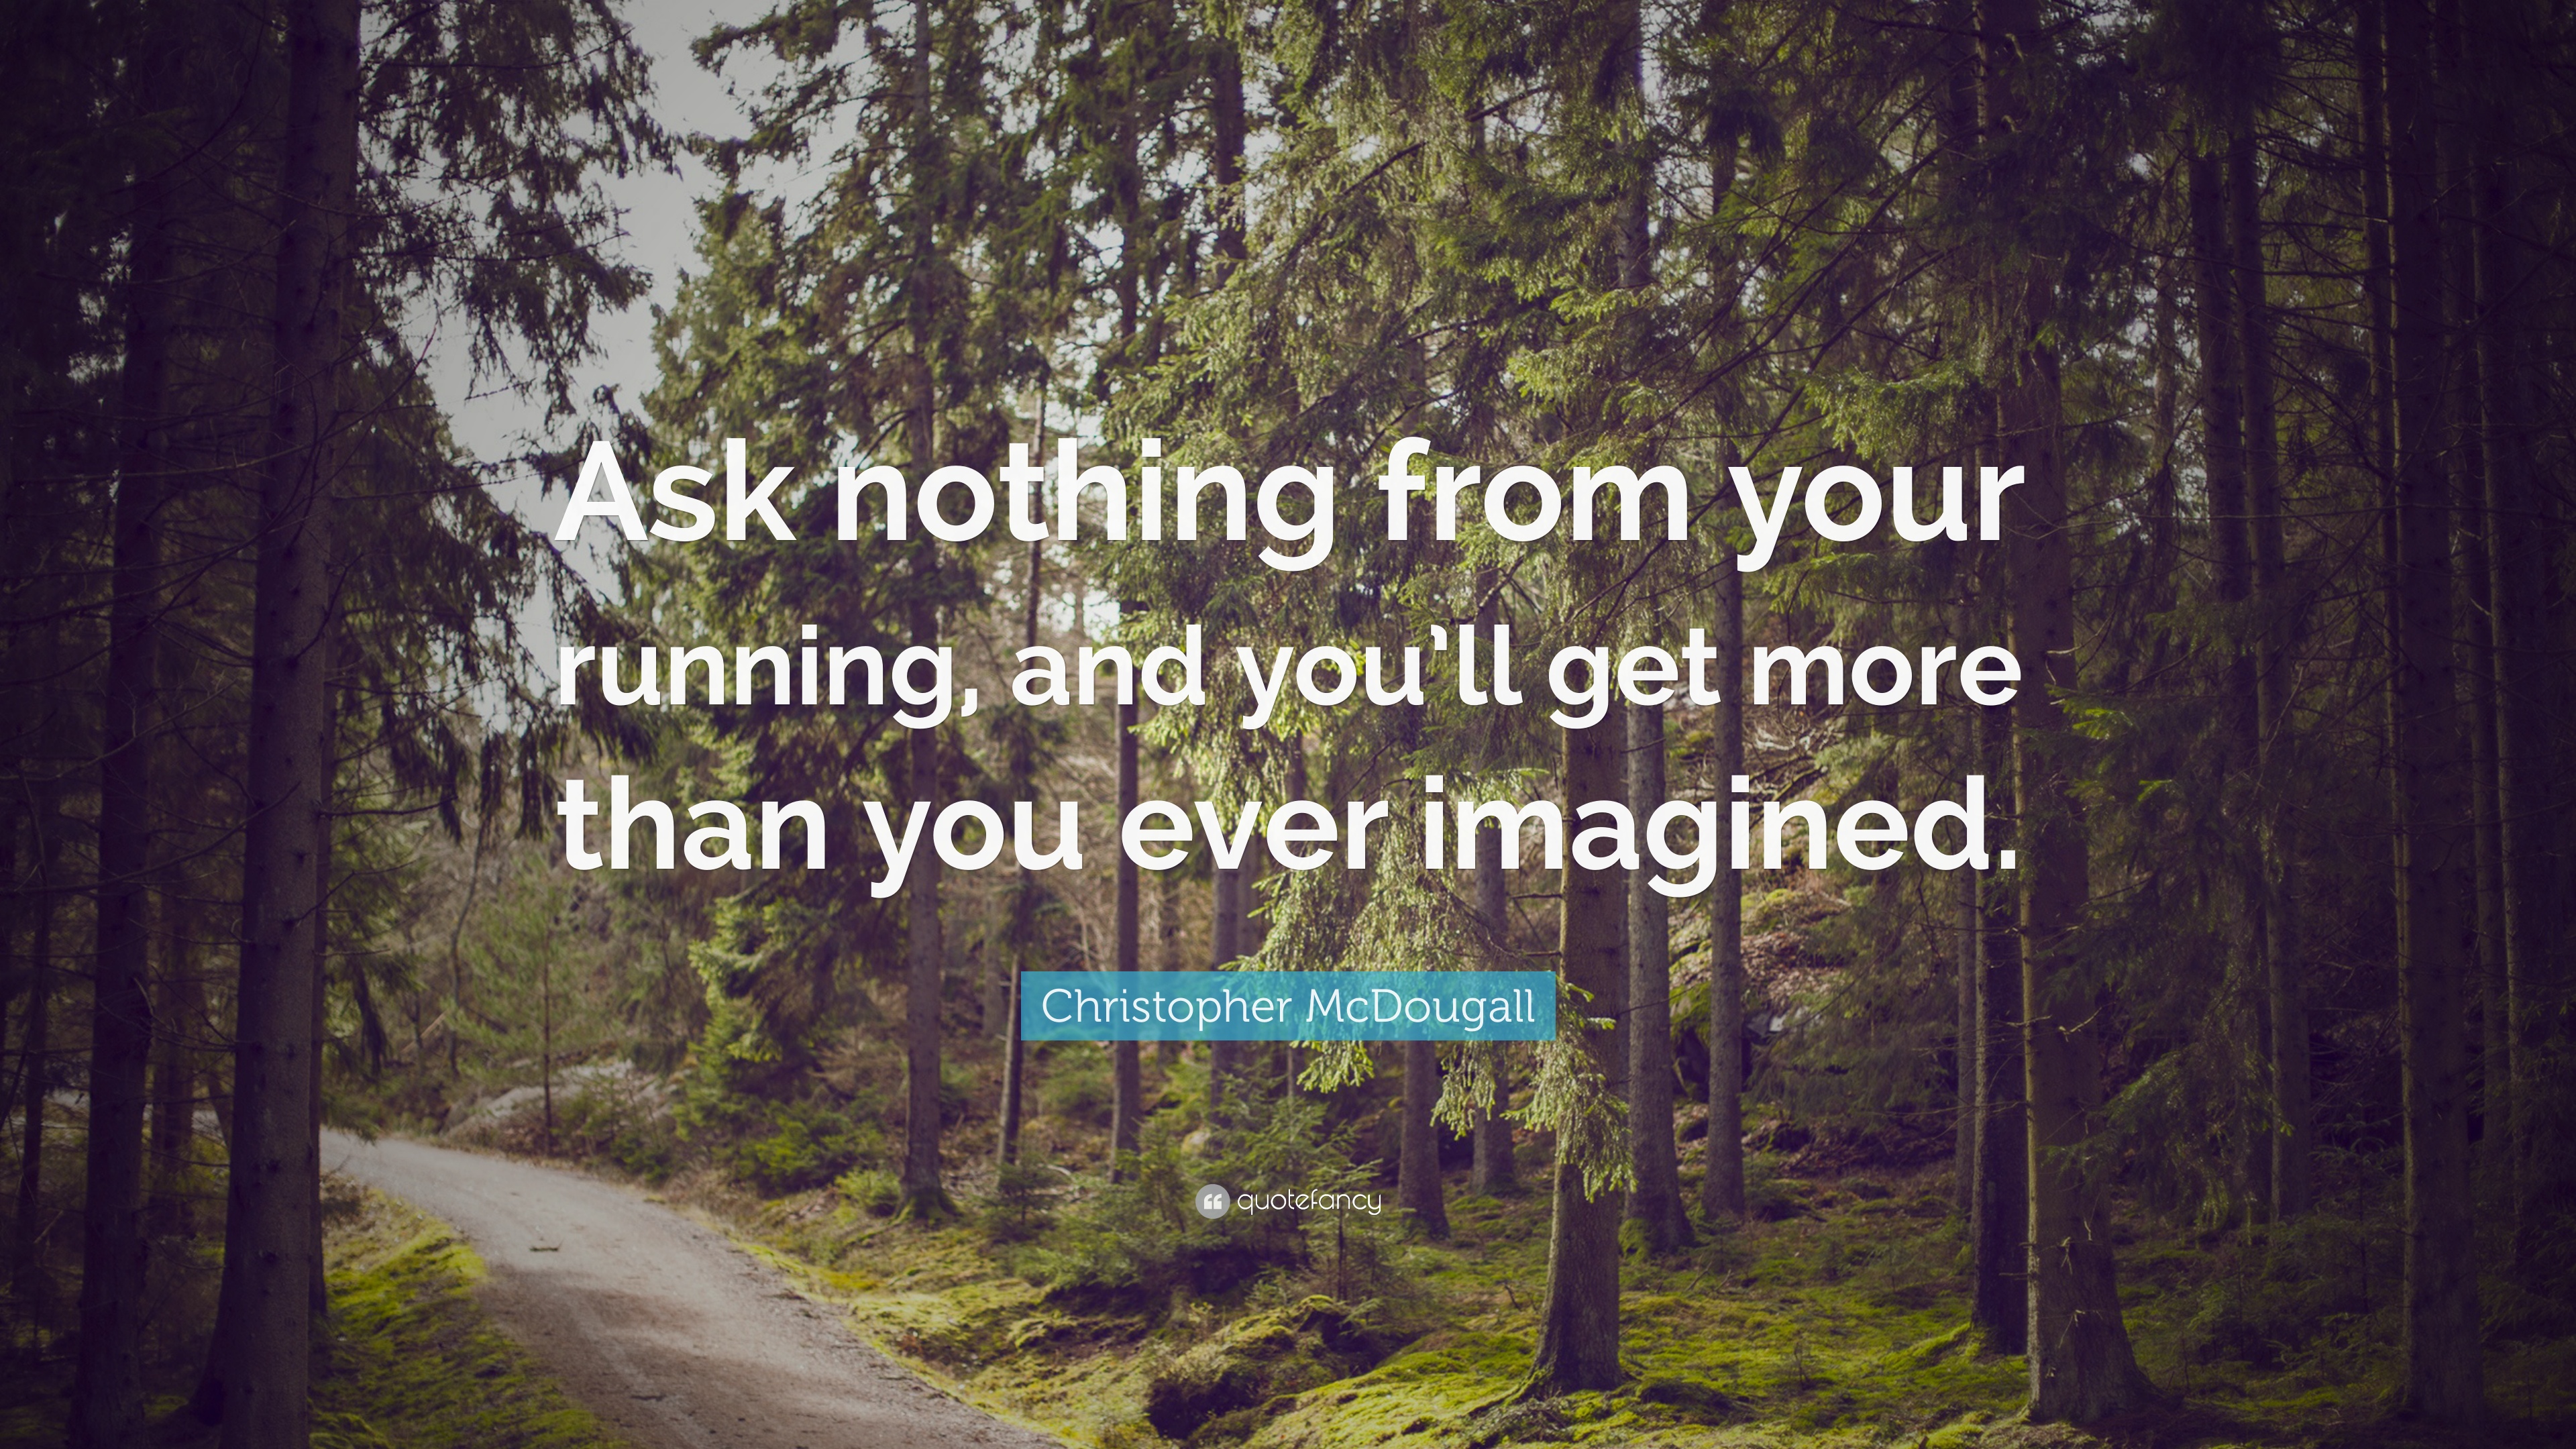 Ask nothing from your
running, and you’ll get more
than you ever imagined.
Christopher McDougall
quotefancy